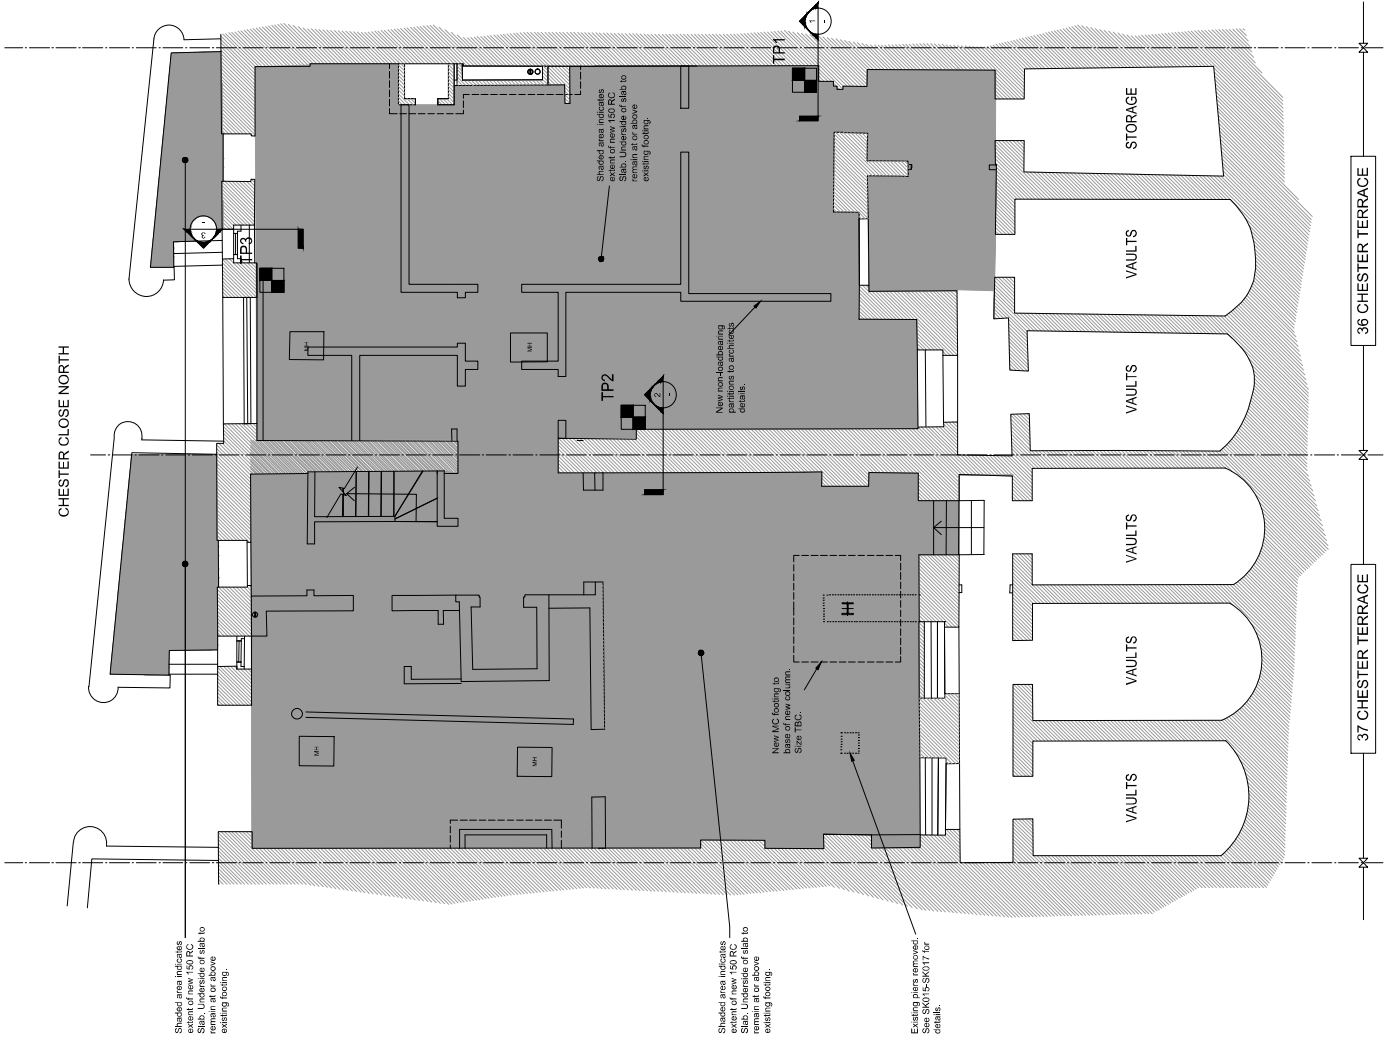 CHESTER CLOSE NORTH
TP1
1
-
TP3
3
-
TP2
2
-
MH
MH
MH
MH
Shaded area indicates
extent of new 150 RC
Slab. Underside of slab to
remain at or above
existing footing.
New non-loadbearing
partitions to architects
details.
New MC footing to
base of new column.
Size TBC.
Shaded area indicates
extent of new 150 RC
Slab. Underside of slab to
remain at or above
existing footing.
Shaded area indicates
extent of new 150 RC
Slab. Underside of slab to
remain at or above
existing footing.
Existing piers removed.
See SK015-SK017 for
details.
STORAGE
VAULTS
VAULTS
VAULTS
VAULTS
VAULTS
36 CHESTER TERRACE
37 CHESTER TERRACE